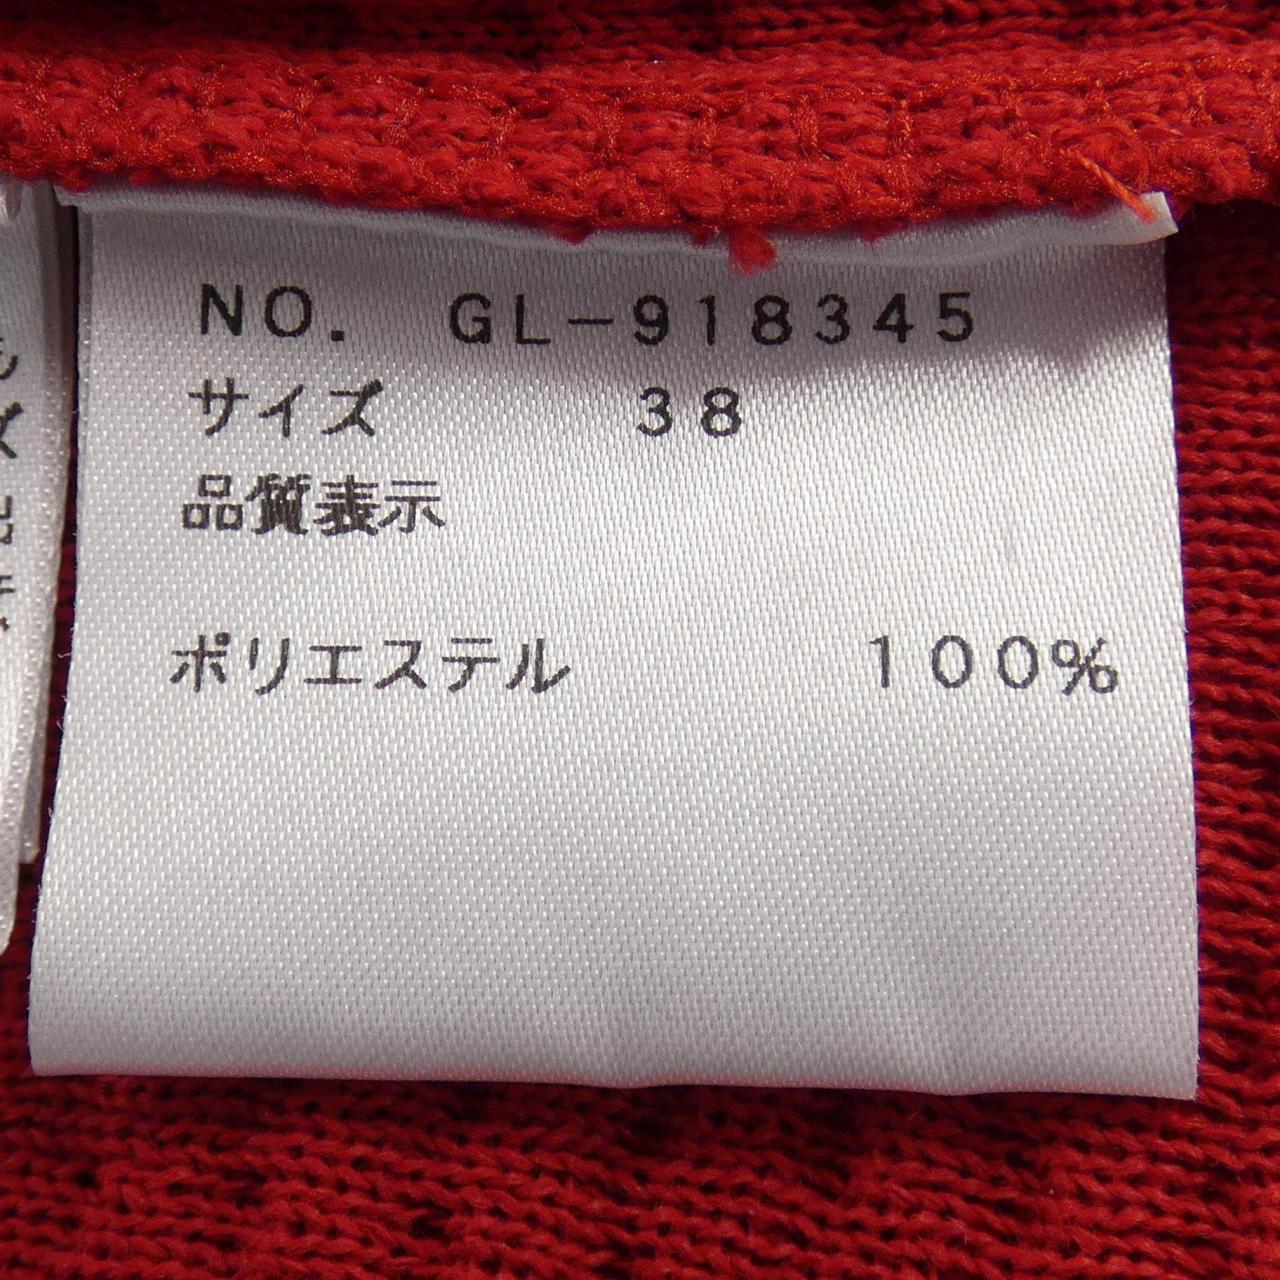 NO. GL-918345
サイズ 38
品質表示
ポリエステル 100%